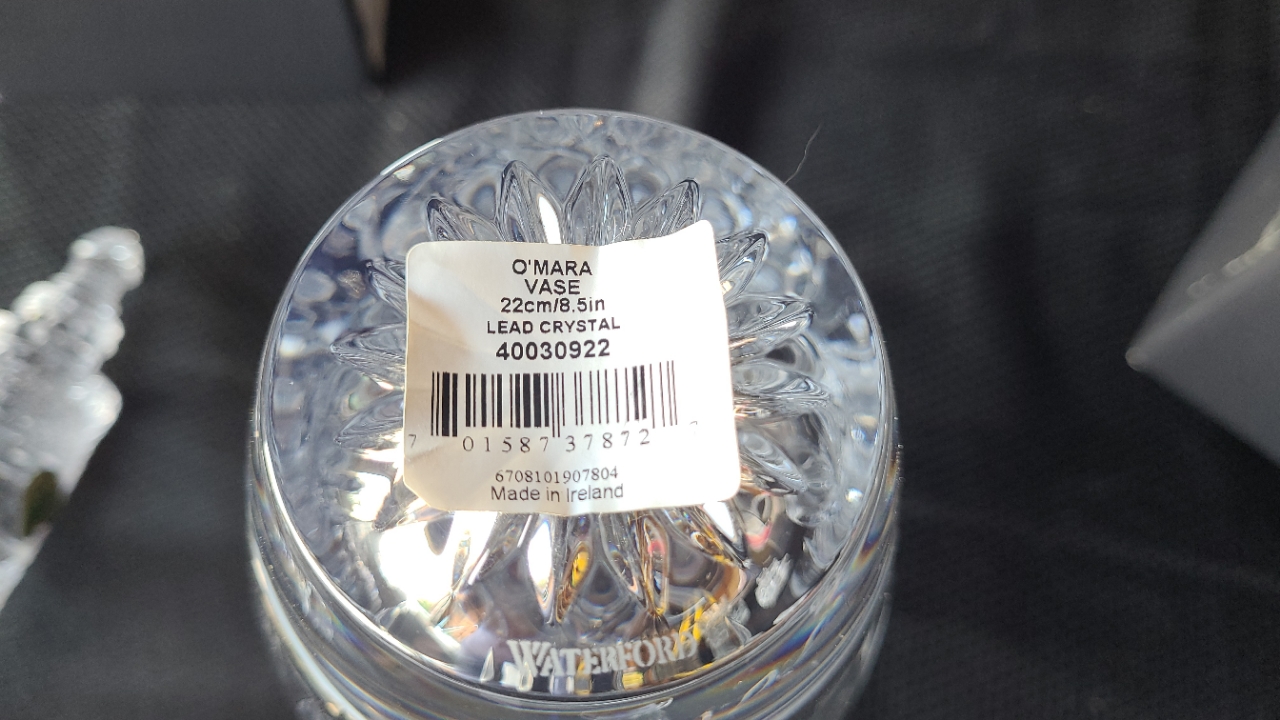 O'MARA
VASE
22cm/8.5in
LEAD CRYSTAL
40030922
7 01587 37872 7
6708101907804
Made in Ireland
WATERFORD